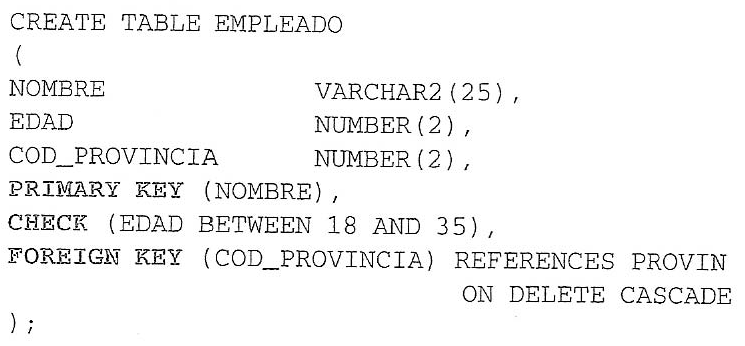 CREATE TABLE EMPLEADO
(
NOMBRE VARCHAR2(25),
EDAD NUMBER(2),
COD_PROVINCIA NUMBER(2),
PRIMARY KEY (NOMBRE),
CHECK (EDAD BETWEEN 18 AND 35),
FOREIGN KEY (COD_PROVINCIA) REFERENCES PROVIN
ON DELETE CASCADE
);